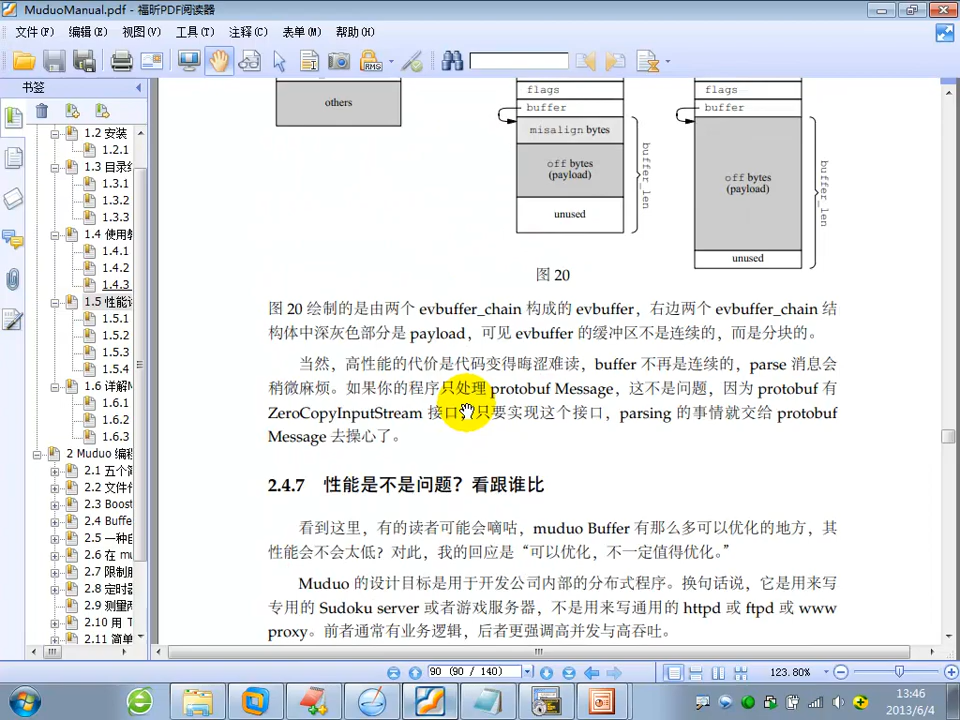 MuduoManual.pdf - 福昕PDF阅读器
文件(F) 编辑(E) 视图(V) 工具(T) 注释(C) 表单(M) 帮助(H)
书签
1.2 安装
1.2.1
1.3 目录结
1.3.1
1.3.2
1.3.3
1.4 使用教
1.4.1
1.4.2
1.4.3
1.5 性能评
1.5.1
1.5.2
1.5.3
1.5.4
1.6 详解M
1.6.1
1.6.2
1.6.3
2 Muduo 编程
2.1 五个简
2.2 文件传
2.3 Boost
2.4 Buffe
2.5 一种自
2.6 在 mu
2.7 限制服
2.8 定时器
2.9 测量两
2.10 用 T
2.11 简单
others
flags
buffer
misalign bytes
off bytes
(payload)
unused
buffer_len
flags
buffer
off bytes
(payload)
unused
buffer_len
图 20
图 20 绘制的是由两个 evbuffer_chain 构成的 evbuffer，右边两个 evbuffer_chain 结
构体中深灰色部分是 payload，可见 evbuffer 的缓冲区不是连续的，而是分块的。
当然，高性能的代价是代码变得晦涩难读，buffer 不再是连续的，parse 消息会
稍微麻烦。如果你的程序只处理 protobuf Message，这不是问题，因为 protobuf 有
ZeroCopyInputStream 接口，只要实现这个接口，parsing 的事情就交给 protobuf
Message 去操心了。
2.4.7 性能是不是问题？看跟谁比
看到这里，有的读者可能会嘀咕，muduo Buffer 有那么多可以优化的地方，其
性能会不会太低？对此，我的回应是“可以优化，不一定值得优化。”
Muduo 的设计目标是用于开发公司内部的分布式程序。换句话说，它是用来写
专用的 Sudoku server 或者游戏服务器，不是用来写通用的 httpd 或 ftpd 或 www
proxy。前者通常有业务逻辑，后者更强调高并发与高吞吐。
90 (90 / 140)
123.80%
13:46
2013/6/4